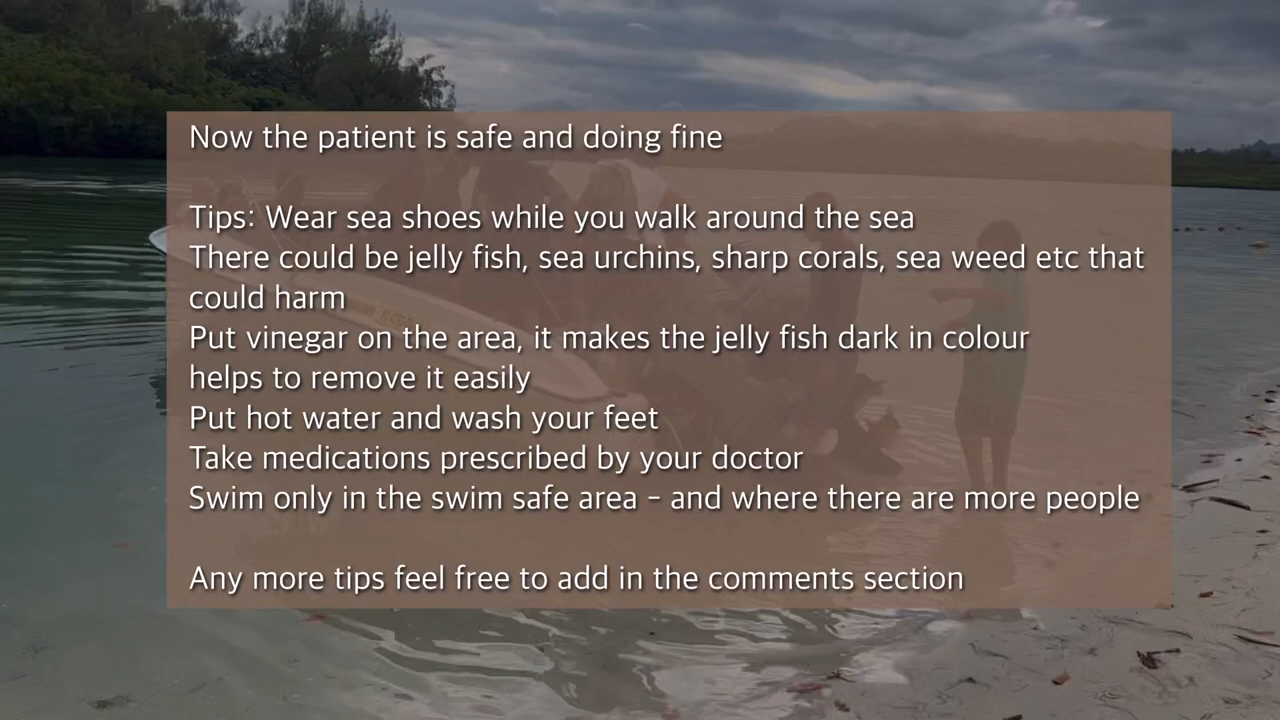 Now the patient is safe and doing fine
Tips: Wear sea shoes while you walk around the sea
There could be jelly fish, sea urchins, sharp corals, sea weed etc that
could harm
Put vinegar on the area, it makes the jelly fish dark in colour
helps to remove it easily
Put hot water and wash your feet
Take medications prescribed by your doctor
Swim only in the swim safe area - and where there are more people
Any more tips feel free to add in the comments section